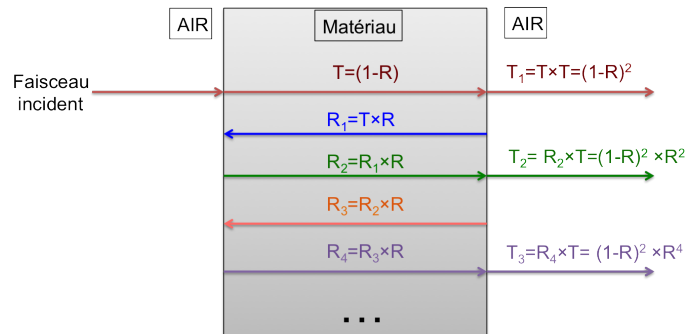 AIR
Matériau
AIR
Faisceau
incident
T=(1-R)
T₁=T×T=(1-R)²
R₁=T×R
R₂=R₁×R
T₂= R₂×T=(1-R)² ×R²
R₃=R₂×R
R₄=R₃×R
T₃=R₄×T= (1-R)² ×R⁴
...